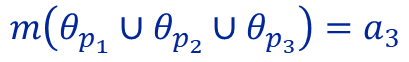 m(θ_{p_1} ∪ θ_{p_2} ∪ θ_{p_3}) = a_3